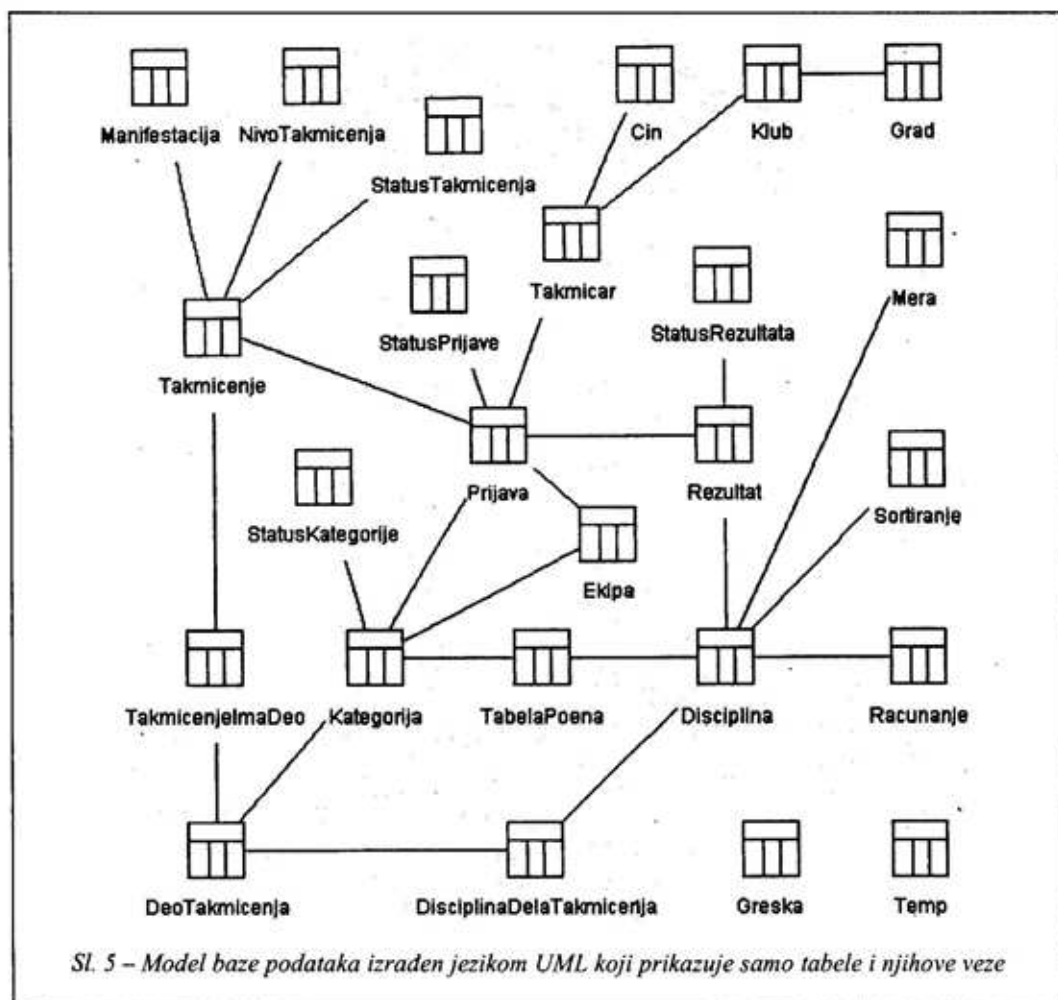 Manifestacija
NivoTakmicenja
StatusTakmicenja
Cin
Klub
Grad
Takmicar
Mera
StatusPrijave
StatusRezultata
Takmicenje
Prijava
Rezultat
Sortiranje
StatusKategorije
Ekipa
TakmicenjeImaDeo
Kategorija
TabelaPoena
Disciplina
Racunanje
DeoTakmicenja
DisciplinaDelaTakmicenja
Greska
Temp
Sl. 5 – Model baze podataka izrađen jezikom UML koji prikazuje samo tabele i njihove veze